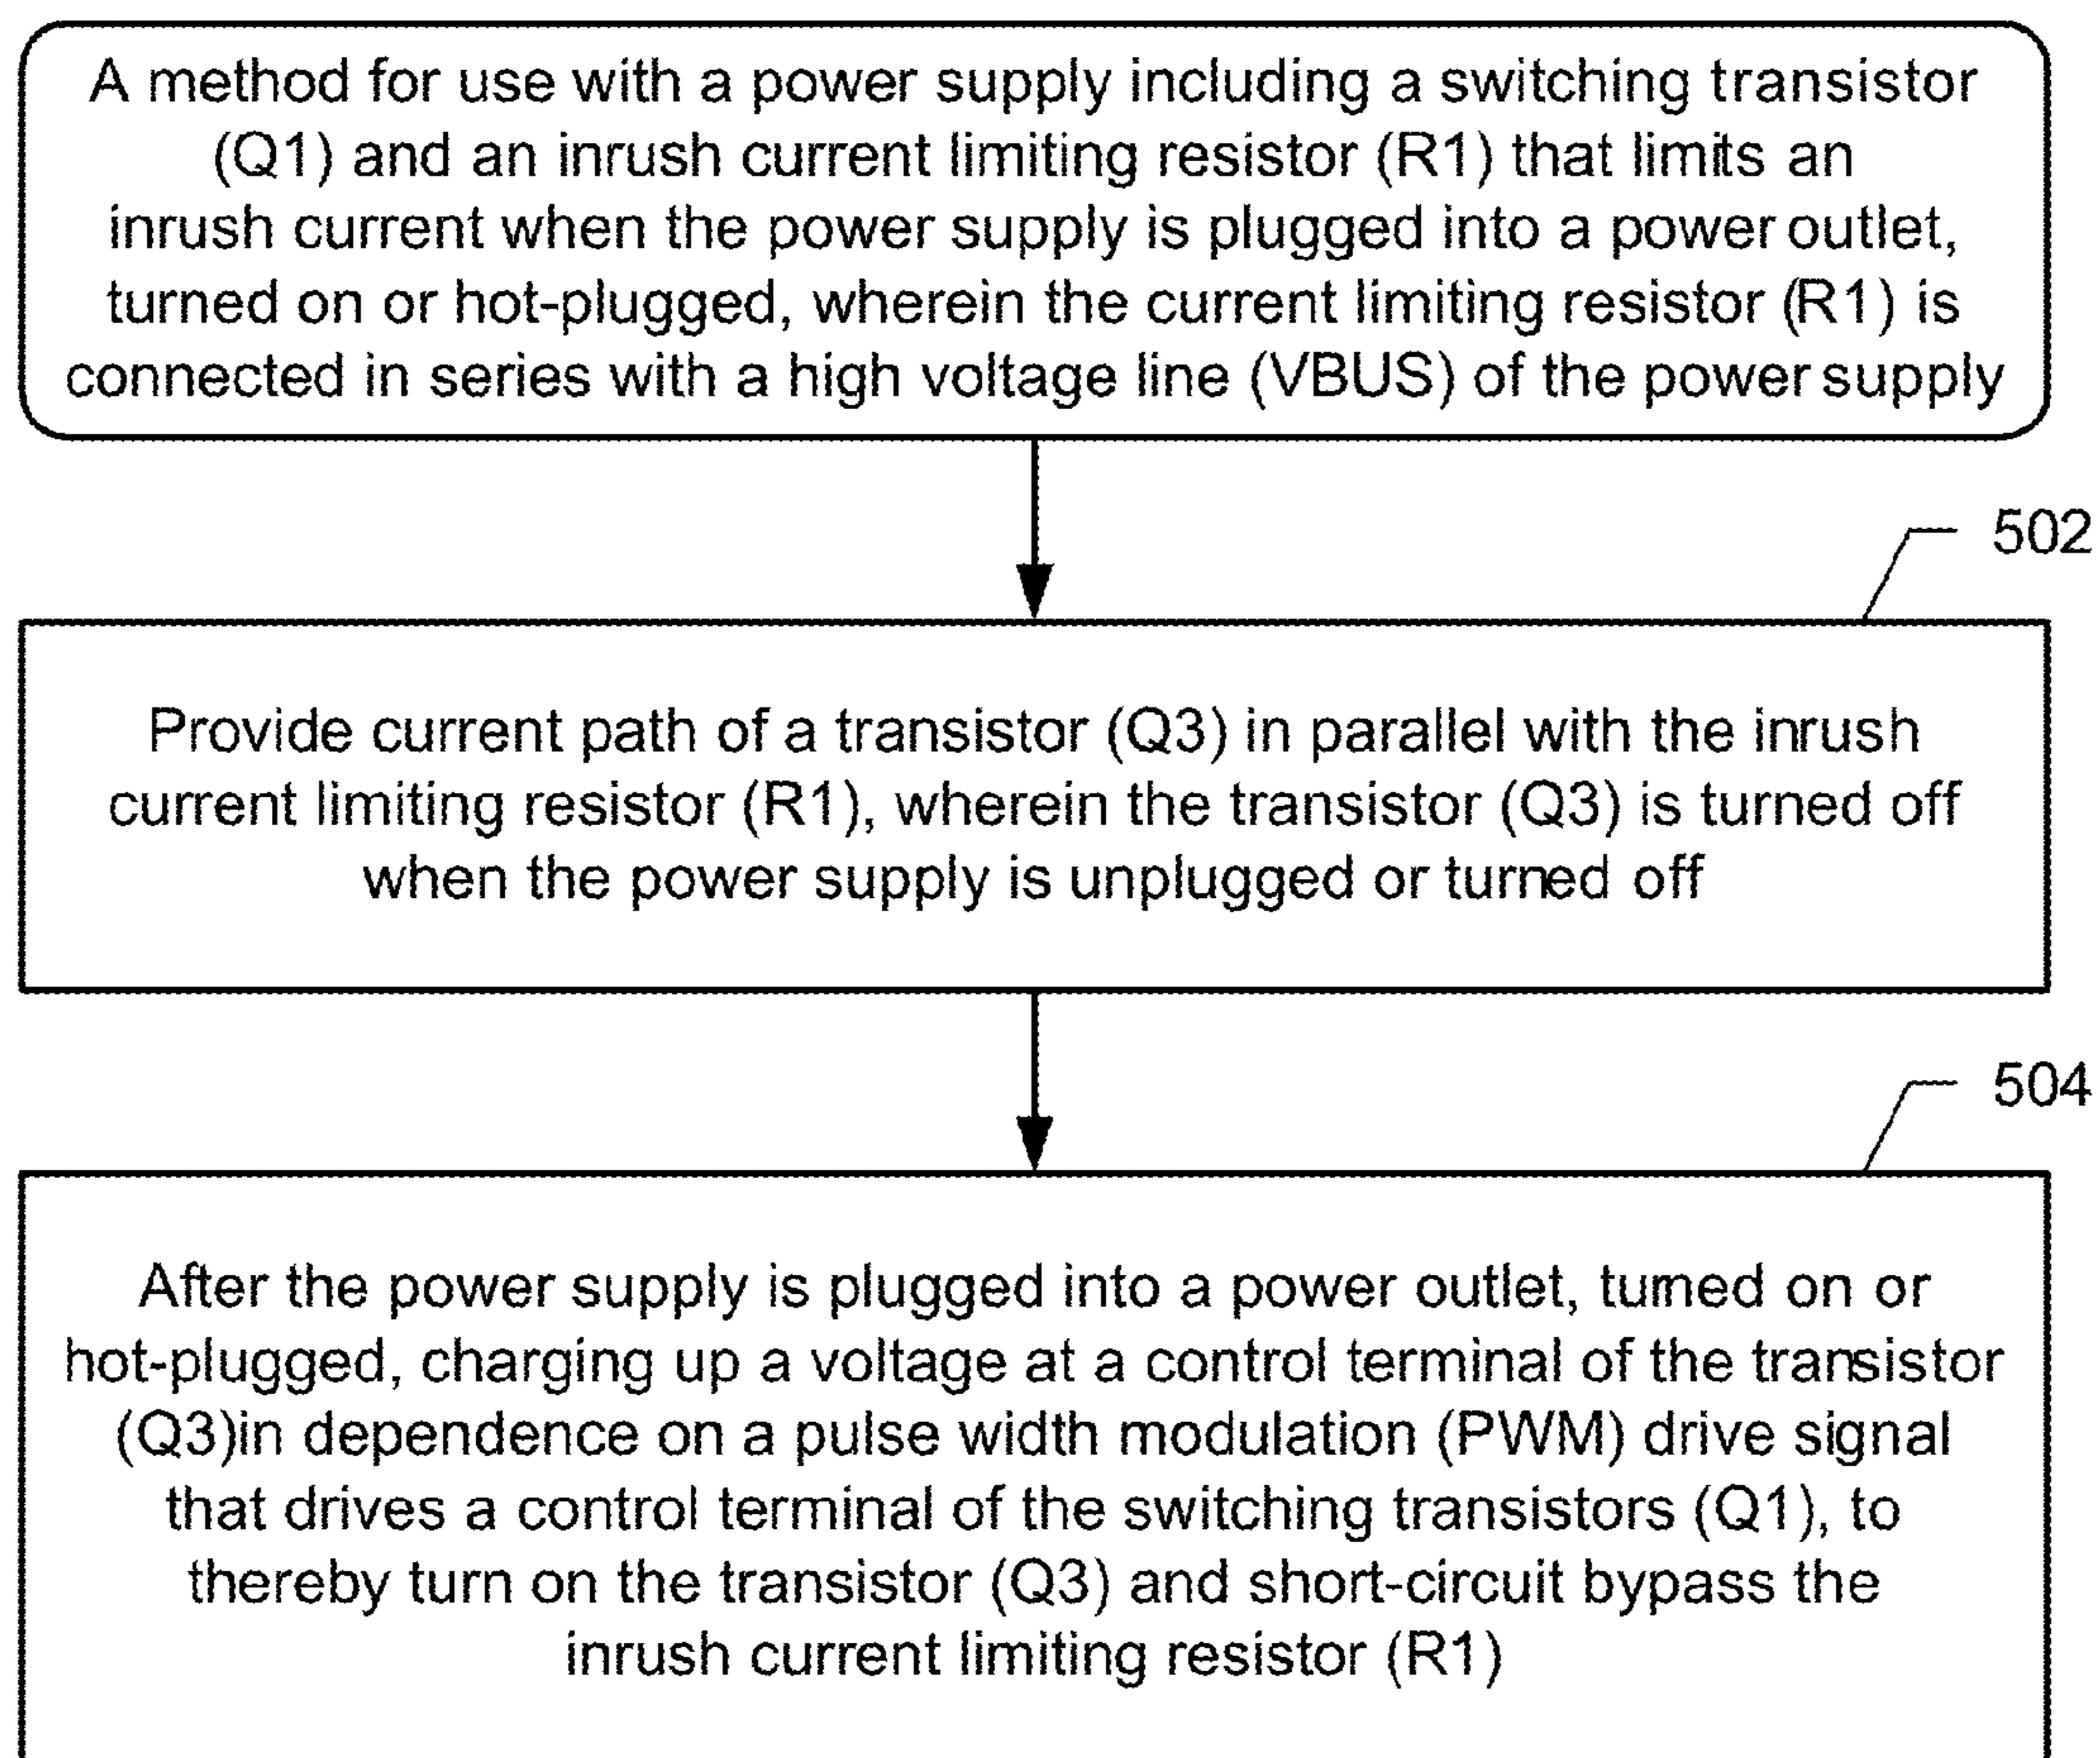 A method for use with a power supply including a switching transistor
(Q1) and an inrush current limiting resistor (R1) that limits an
inrush current when the power supply is plugged into a power outlet,
turned on or hot-plugged, wherein the current limiting resistor (R1) is
connected in series with a high voltage line (VBUS) of the power supply
502
Provide current path of a transistor (Q3) in parallel with the inrush
current limiting resistor (R1), wherein the transistor (Q3) is turned off
when the power supply is unplugged or turned off
504
After the power supply is plugged into a power outlet, turned on or
hot-plugged, charging up a voltage at a control terminal of the transistor
(Q3)in dependence on a pulse width modulation (PWM) drive signal
that drives a control terminal of the switching transistors (Q1), to
thereby turn on the transistor (Q3) and short-circuit bypass the
inrush current limiting resistor (R1)